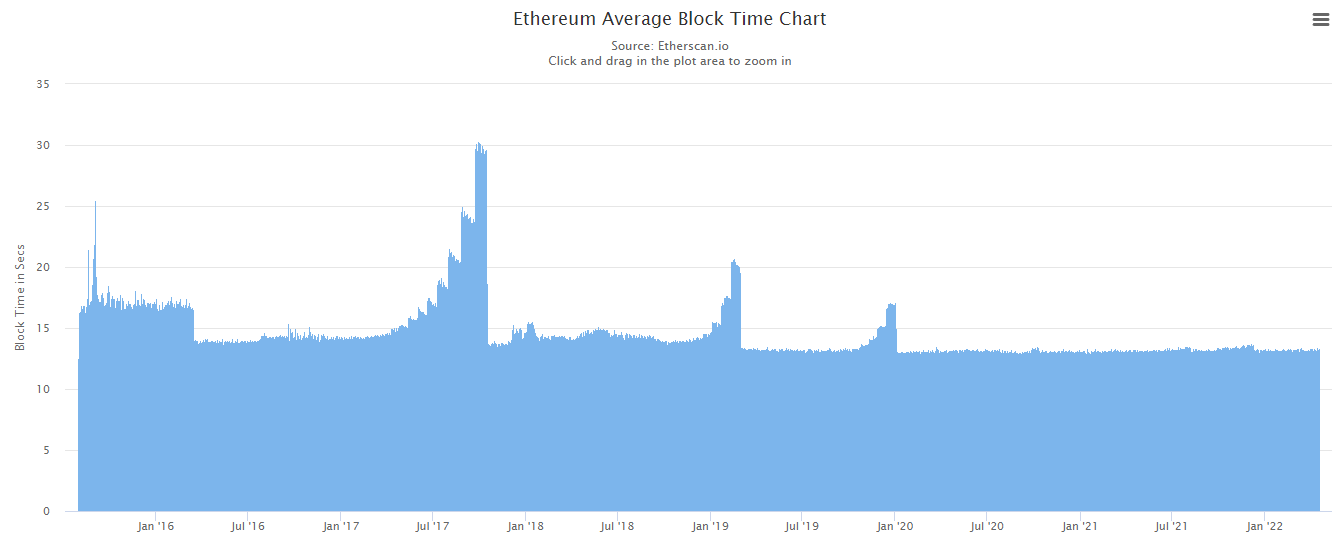 Ethereum Average Block Time Chart
Source: Etherscan.io
Click and drag in the plot area to zoom in
Block Time in Secs
35
30
25
20
15
10
5
0
Jan '16 Jul '16 Jan '17 Jul '17 Jan '18 Jul '18 Jan '19 Jul '19 Jan '20 Jul '20 Jan '21 Jul '21 Jan '22